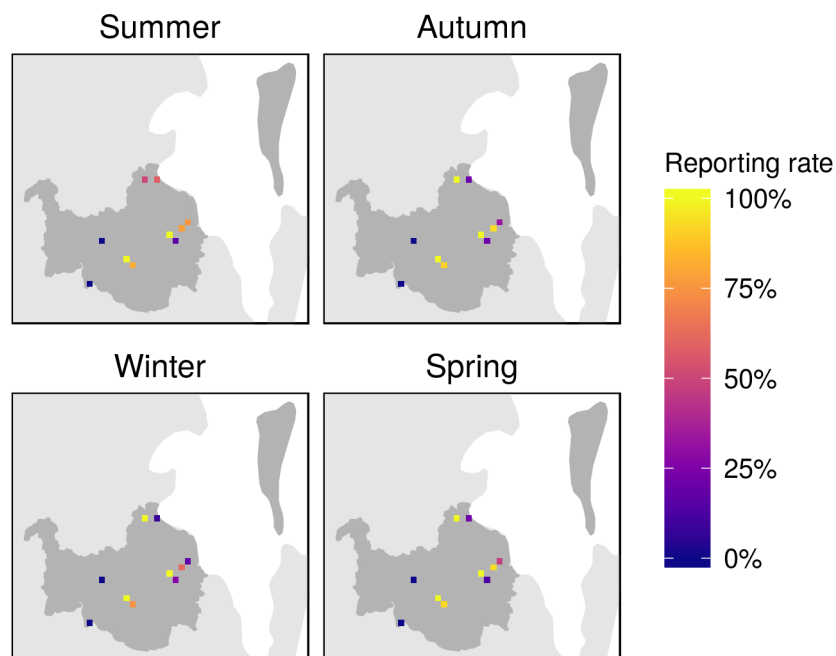 Summer
Autumn
Reporting rate
100%
75%
50%
25%
0%
Winter
Spring